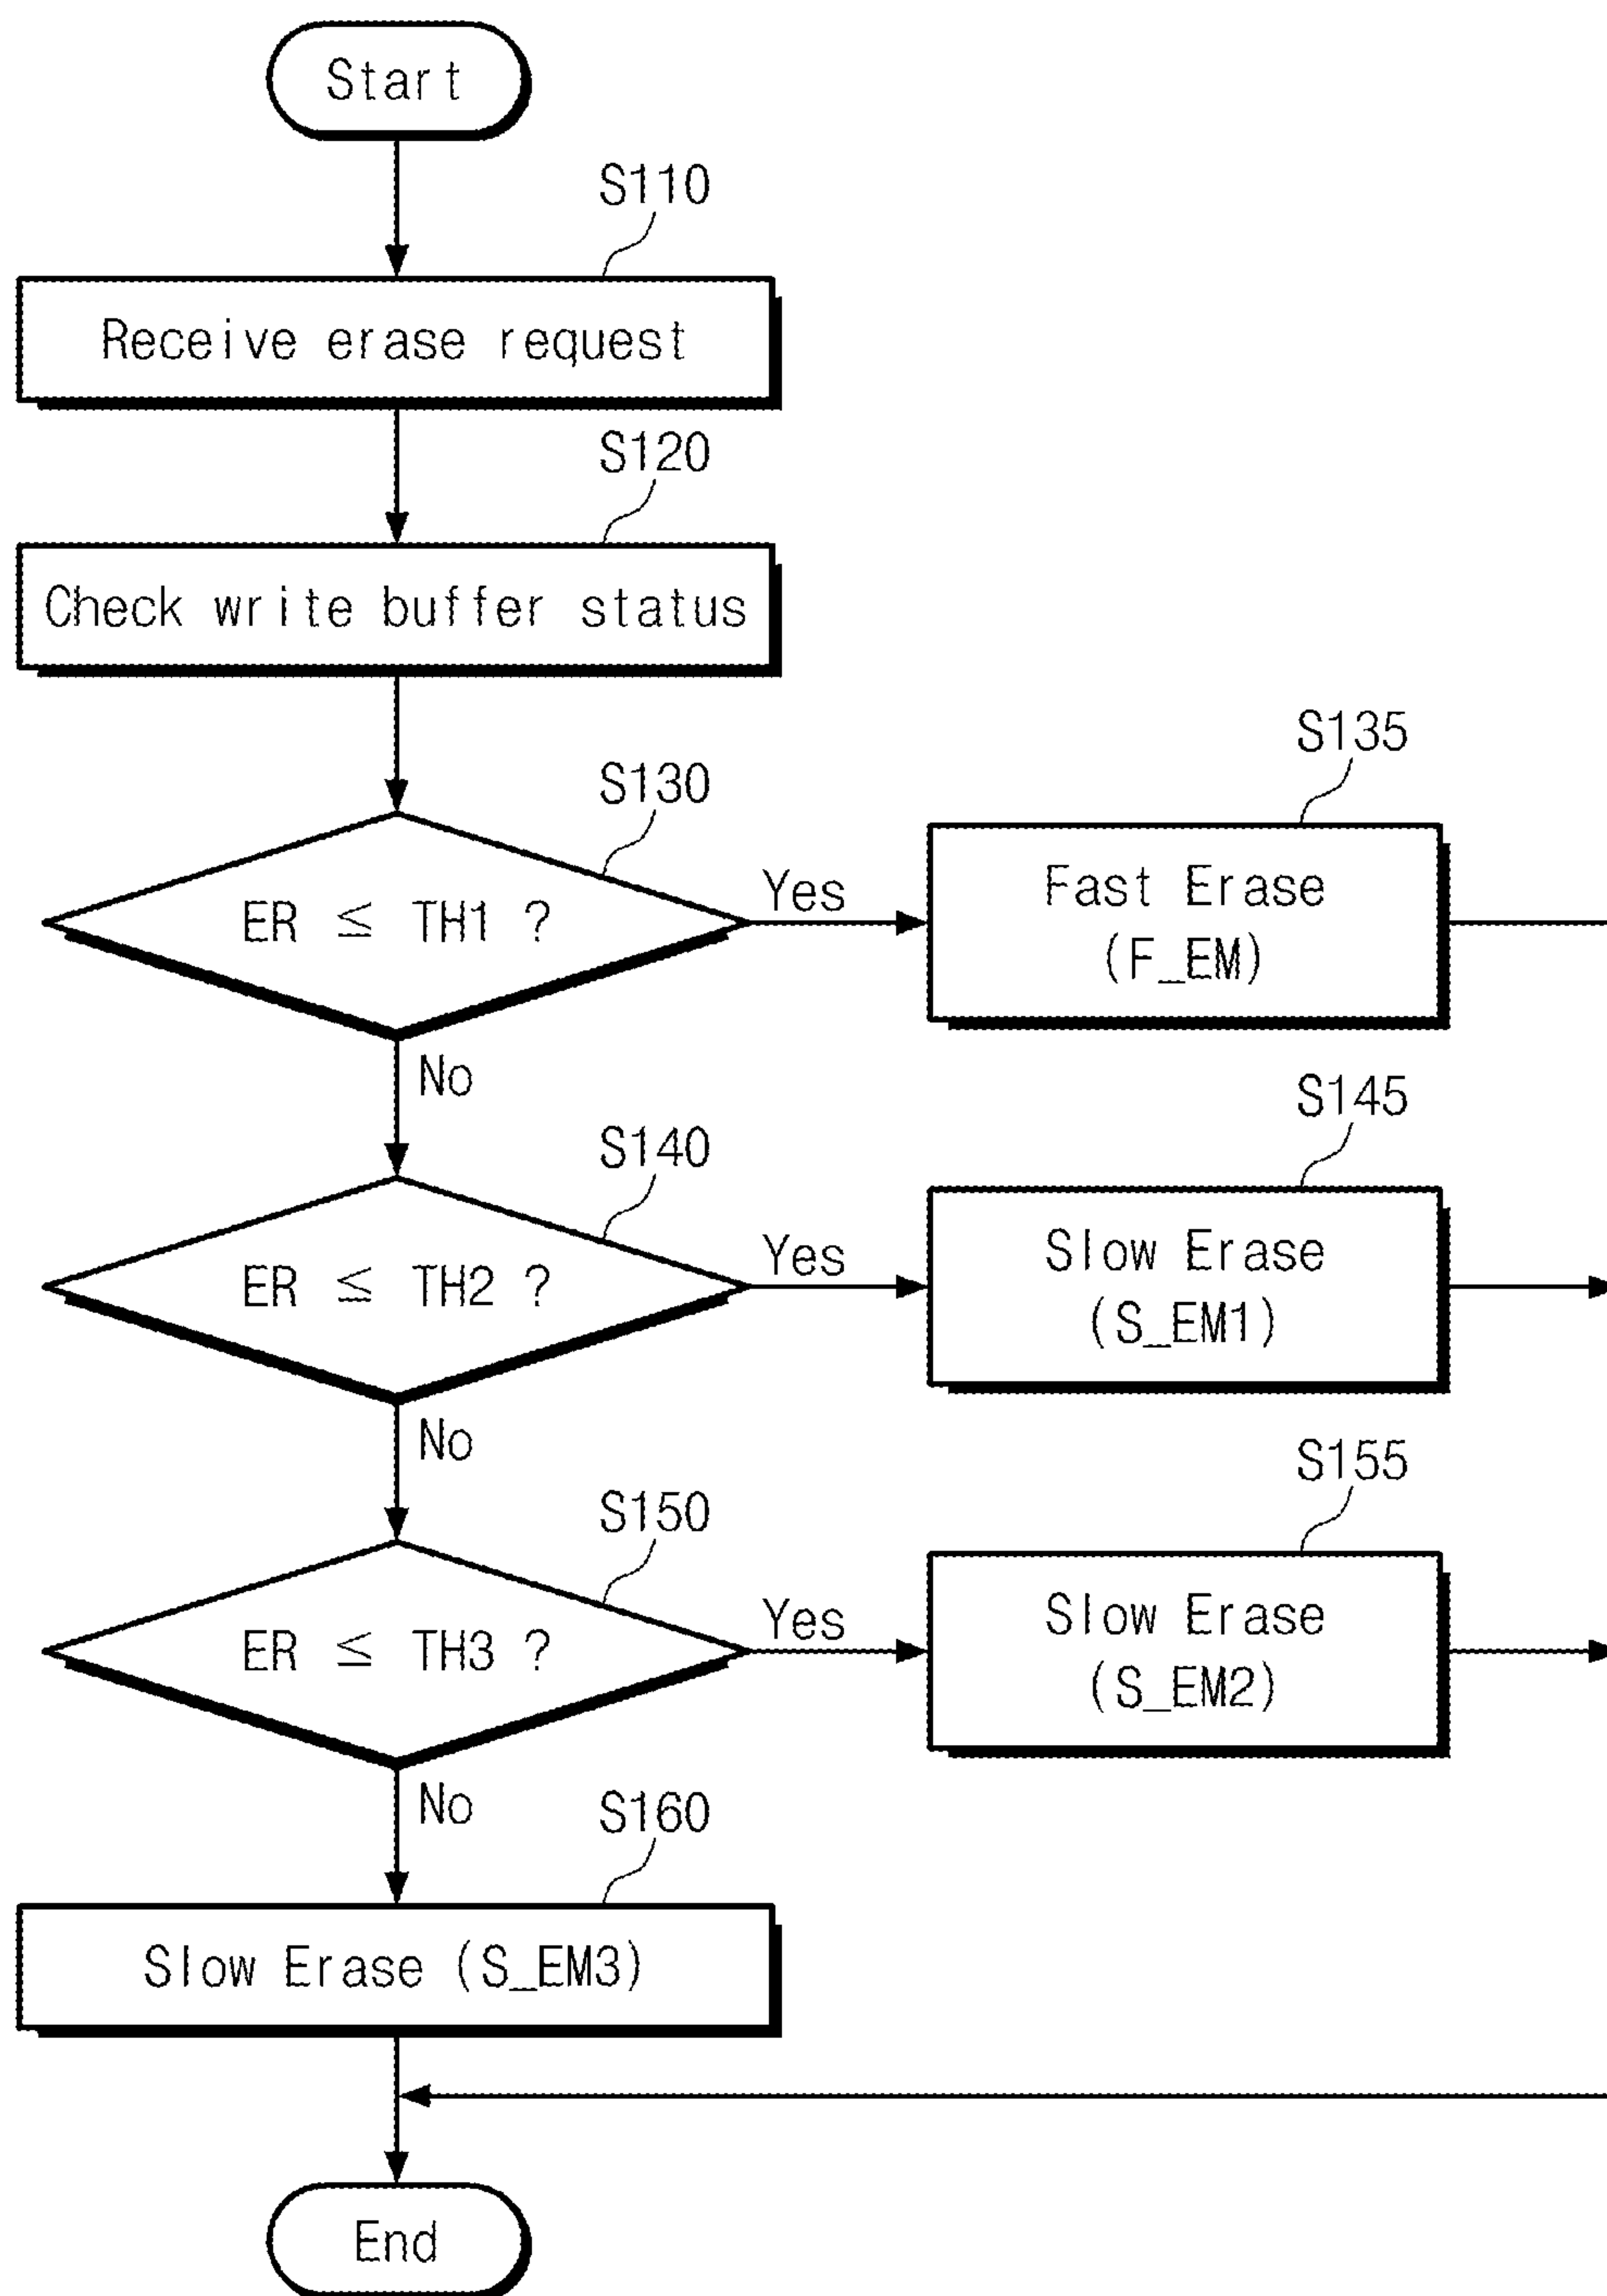 Start
S110
Receive erase request
S120
Check write buffer status
S130
S135
ER ≤ TH1 ?
Yes
Fast Erase
(F_EM)
No
S140
S145
ER ≤ TH2 ?
Yes
Slow Erase
(S_EM1)
No
S150
S155
ER ≤ TH3 ?
Yes
Slow Erase
(S_EM2)
No
S160
Slow Erase (S_EM3)
End